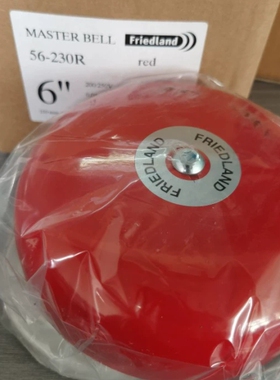 MASTER BELL
Friedland
56-230R
red
6"
FRIEDLAND
FRIEDLAND